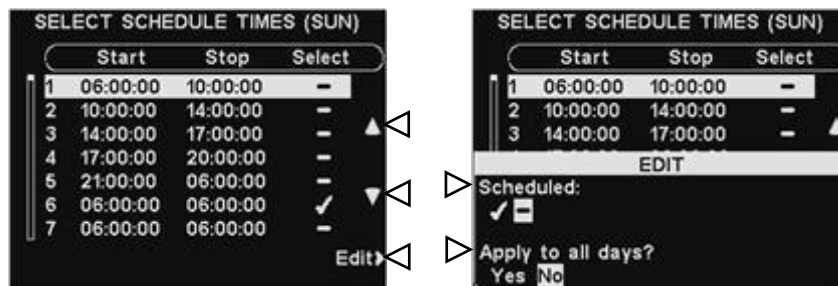 SELECT SCHEDULE TIMES (SUN)
Start Stop Select
1 06:00:00 10:00:00 –
2 10:00:00 14:00:00 –
3 14:00:00 17:00:00 –
4 17:00:00 20:00:00 –
5 21:00:00 06:00:00 –
6 06:00:00 06:00:00 ✓
7 06:00:00 06:00:00 –
Edit
SELECT SCHEDULE TIMES (SUN)
Start Stop Select
1 06:00:00 10:00:00 –
2 10:00:00 14:00:00 –
3 14:00:00 17:00:00 –
EDIT
Scheduled:
✓ –
Apply to all days?
Yes No